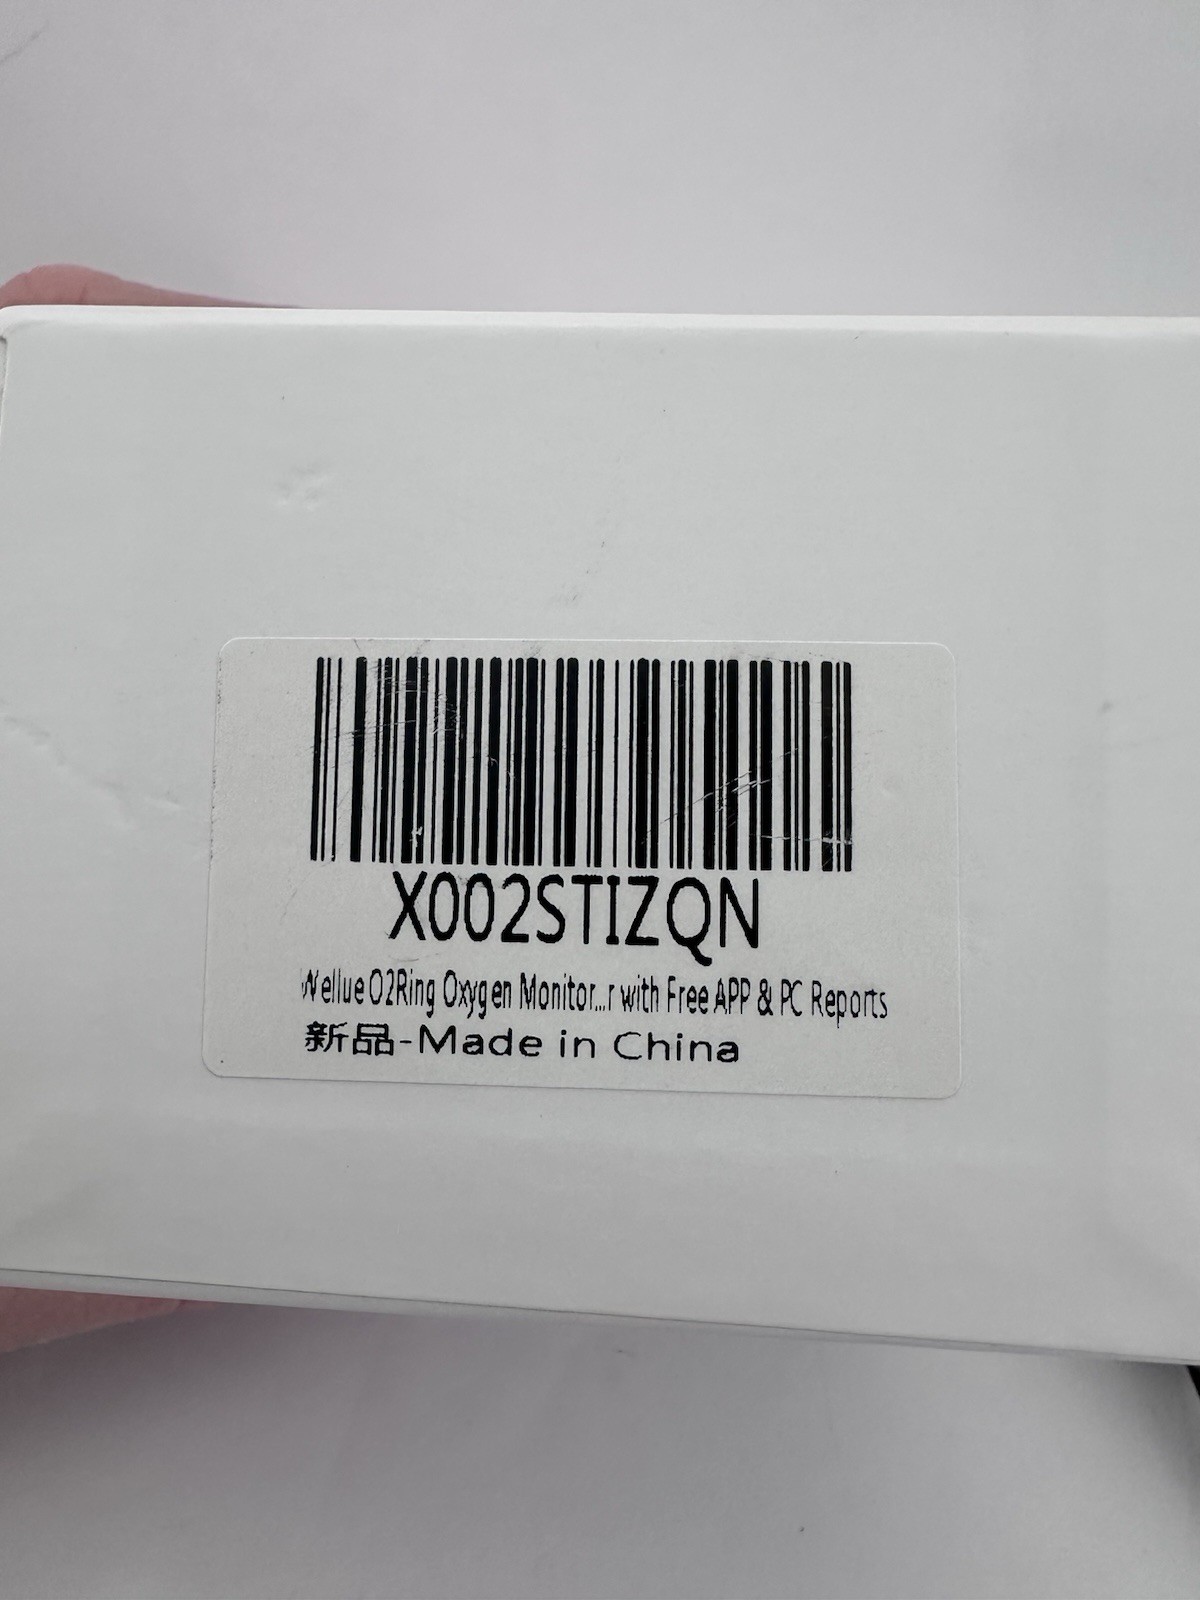 X002STIZQN
Wellue O2Ring Oxygen Monitor...r with Free APP & PC Reports
新品-Made in China